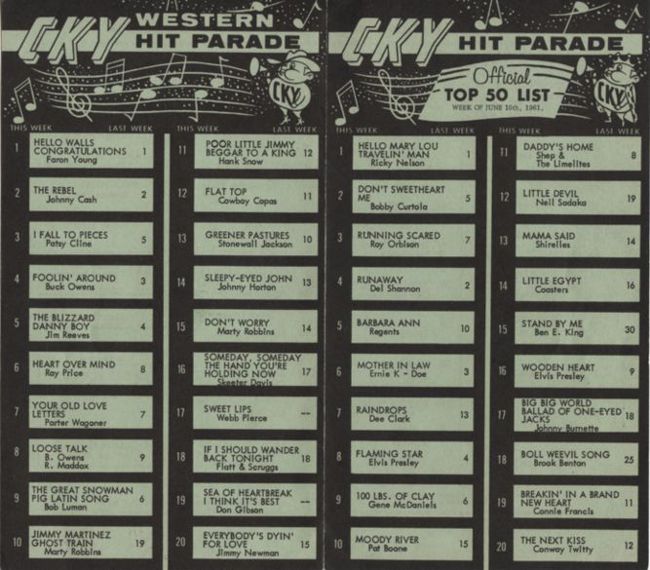 CKY WESTERN
HIT PARADE
CKY
THIS WEEK LAST WEEK
1 HELLO WALLS
CONGRATULATIONS 1
Faron Young
2 THE REBEL 2
Johnny Cash
3 I FALL TO PIECES 5
Patsy Cline
4 FOOLIN' AROUND 3
Buck Owens
5 THE BLIZZARD
DANNY BOY 4
Jim Reeves
6 HEART OVER MIND 8
Ray Price
7 YOUR OLD LOVE
LETTERS 7
Porter Wagoner
8 LOOSE TALK 9
B. Owens
R. Maddox
9 THE GREAT SNOWMAN
PIG LATIN SONG 6
Bob Luman
10 JIMMY MARTINEZ
GHOST TRAIN 19
Marty Robbins
THIS WEEK LAST WEEK
11 POOR LITTLE JIMMY
BEGGAR TO A KING 12
Hank Snow
12 FLAT TOP 11
Cowboy Copas
13 GREENER PASTURES 10
Stonewall Jackson
14 SLEEPY-EYED JOHN 13
Johnny Horton
15 DON'T WORRY 14
Marty Robbins
16 SOMEDAY, SOMEDAY
THE HAND YOU'RE
HOLDING NOW 17
Skeeter Davis
17 SWEET LIPS --
Webb Pierce
18 IF I SHOULD WANDER
BACK TONIGHT 18
Flatt & Scruggs
19 SEA OF HEARTBREAK
I THINK IT'S BEST --
Don Gibson
20 EVERYBODY'S DYIN'
FOR LOVE 15
Jimmy Newman
CKY HIT PARADE
Official
TOP 50 LIST
WEEK OF JUNE 10th, 1961.
CKY
THIS WEEK LAST WEEK
1 HELLO MARY LOU
TRAVELIN' MAN 1
Ricky Nelson
2 DON'T SWEETHEART
ME 5
Bobby Curtola
3 RUNNING SCARED 7
Roy Orbison
4 RUNAWAY 2
Del Shannon
5 BARBARA ANN 10
Regents
6 MOTHER IN LAW 3
Ernie K - Doe
7 RAINDROPS 13
Dee Clark
8 FLAMING STAR 4
Elvis Presley
9 100 LBS. OF CLAY 6
Gene McDaniels
10 MOODY RIVER 15
Pat Boone
THIS WEEK LAST WEEK
11 DADDY'S HOME 8
Shep &
The Limelites
12 LITTLE DEVIL 19
Neil Sadaka
13 MAMA SAID 14
Shirelles
14 LITTLE EGYPT 16
Coasters
15 STAND BY ME 30
Ben E. King
16 WOODEN HEART 9
Elvis Presley
17 BIG BIG WORLD
BALLAD OF ONE-EYED
JACKS 18
Johnny Burnette
18 BOLL WEEVIL SONG 25
Brook Benton
19 BREAKIN' IN A BRAND
NEW HEART 11
Connie Francis
20 THE NEXT KISS 12
Conway Twitty